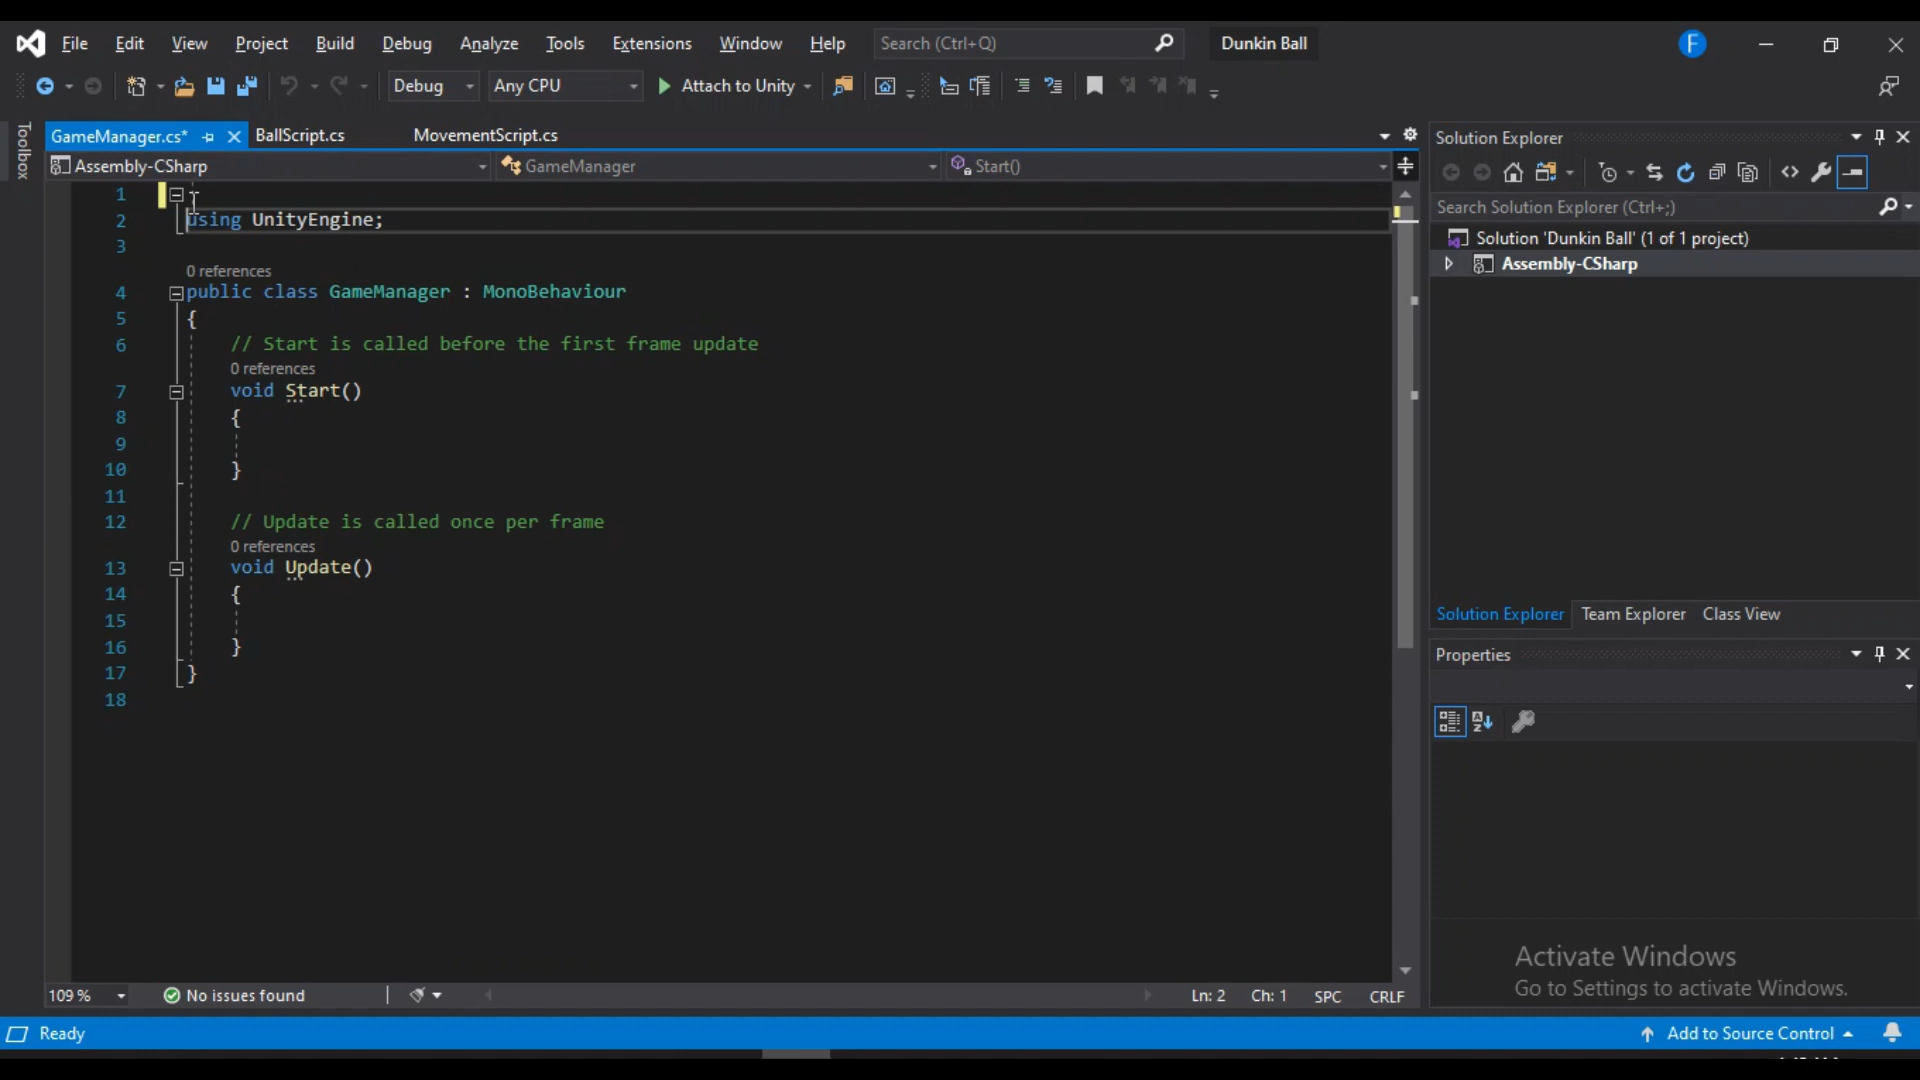 File Edit View Project Build Debug Analyze Tools Extensions Window Help Search (Ctrl+Q) Dunkin Ball F
Debug Any CPU Attach to Unity
Toolbox
GameManager.cs* BallScript.cs MovementScript.cs
Assembly-CSharp GameManager Start()
1
2 using UnityEngine;
3
0 references
4 public class GameManager : MonoBehaviour
5 {
6 // Start is called before the first frame update
0 references
7 void Start()
8 {
9
10 }
11
12 // Update is called once per frame
0 references
13 void Update()
14 {
15
16 }
17 }
18
109 % No issues found Ln: 2 Ch: 1 SPC CRLF
Solution Explorer
Search Solution Explorer (Ctrl+;)
Solution 'Dunkin Ball' (1 of 1 project)
Assembly-CSharp
Solution Explorer Team Explorer Class View
Properties
Activate Windows
Go to Settings to activate Windows.
Ready Add to Source Control